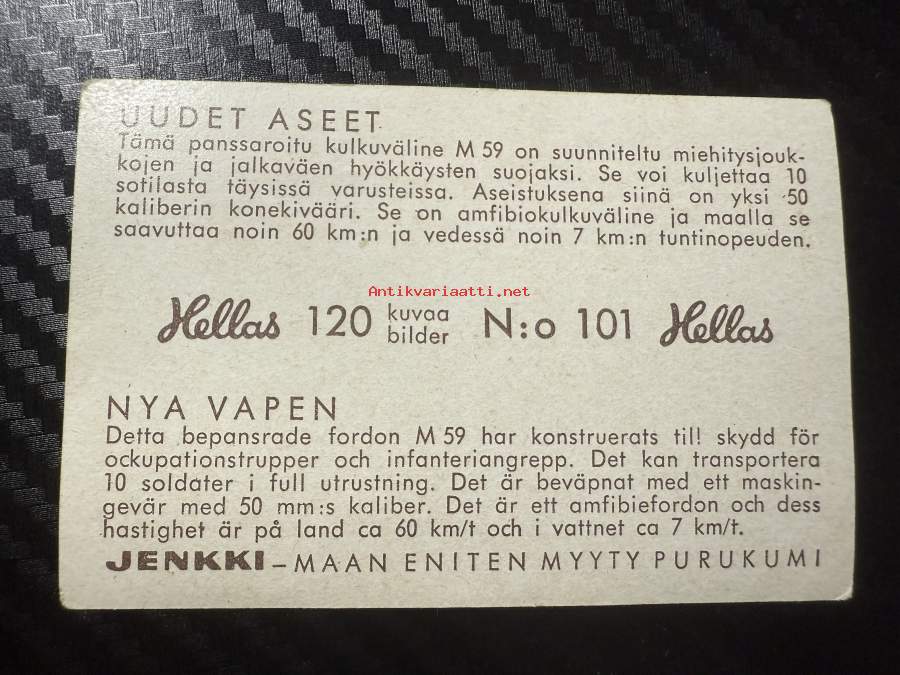 UUDET ASEET
Tämä panssaroitu kulkuväline M 59 on suunniteltu miehitysjouk-
kojen ja jalkaväen hyökkäysten suojaksi. Se voi kuljettaa 10
sotilasta täysissä varusteissa. Aseistuksena siinä on yksi 50
kaliberin konekivääri. Se on amfibiokulkuväline ja maalla se
saavuttaa noin 60 km:n ja vedessä noin 7 km:n tuntinopeuden.
Antikvariaatti.net
Hellas 120 kuvaa bilder N:o 101 Hellas
NYA VAPEN
Detta bepansrade fordon M 59 har konstruerats till skydd för
ockupationstrupper och infanteriangrepp. Det kan transportera
10 soldater i full utrustning. Det är beväpnat med ett maskin-
gevär med 50 mm:s kaliber. Det är ett amfibiefordon och dess
hastighet är på land ca 60 km/t och i vattnet ca 7 km/t.
JENKKI – MAAN ENITEN MYYTY PURUKUMI